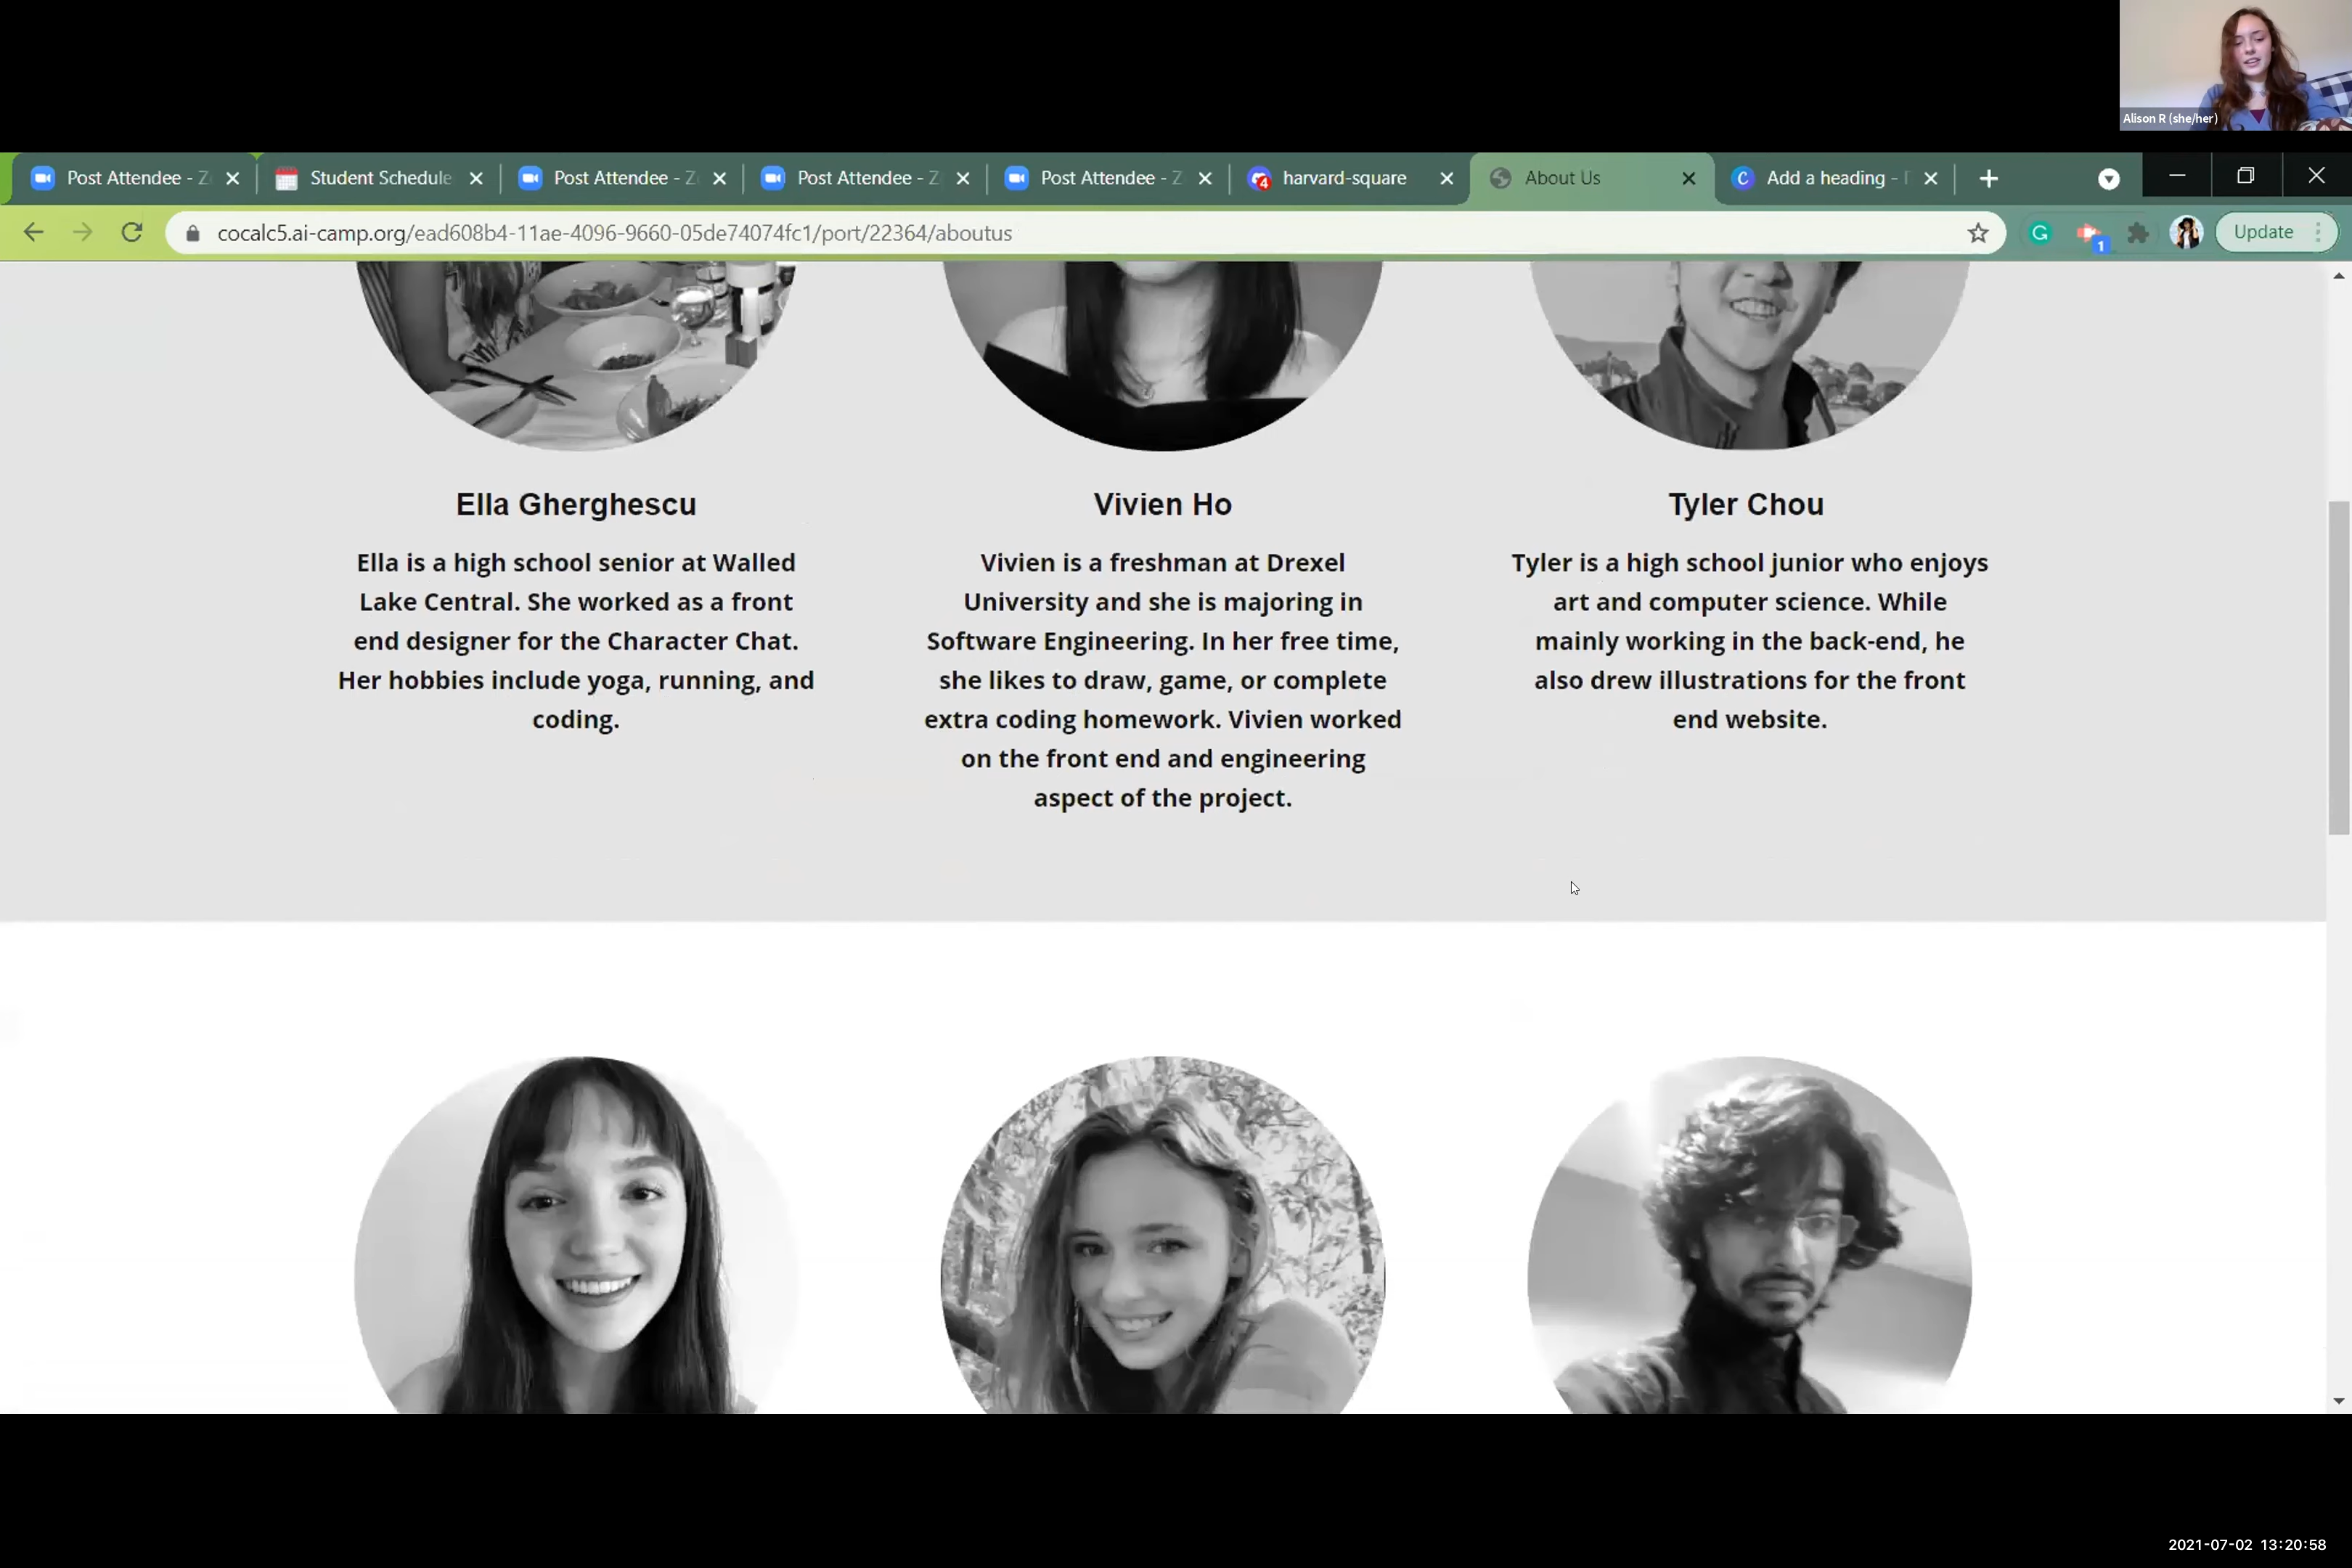 Alison R (she/her)
Post Attendee - Z
Student Schedule
Post Attendee - Z
Post Attendee - Z
Post Attendee - Z
4
harvard-square
About Us
C
Add a heading -
cocalc5.ai-camp.org/ead608b4-11ae-4096-9660-05de74074fc1/port/22364/aboutus
G
1
Update
Ella Gherghescu
Ella is a high school senior at Walled
Lake Central. She worked as a front
end designer for the Character Chat.
Her hobbies include yoga, running, and
coding.
Vivien Ho
Vivien is a freshman at Drexel
University and she is majoring in
Software Engineering. In her free time,
she likes to draw, game, or complete
extra coding homework. Vivien worked
on the front end and engineering
aspect of the project.
Tyler Chou
Tyler is a high school junior who enjoys
art and computer science. While
mainly working in the back-end, he
also drew illustrations for the front
end website.
2021-07-02 13:20:58